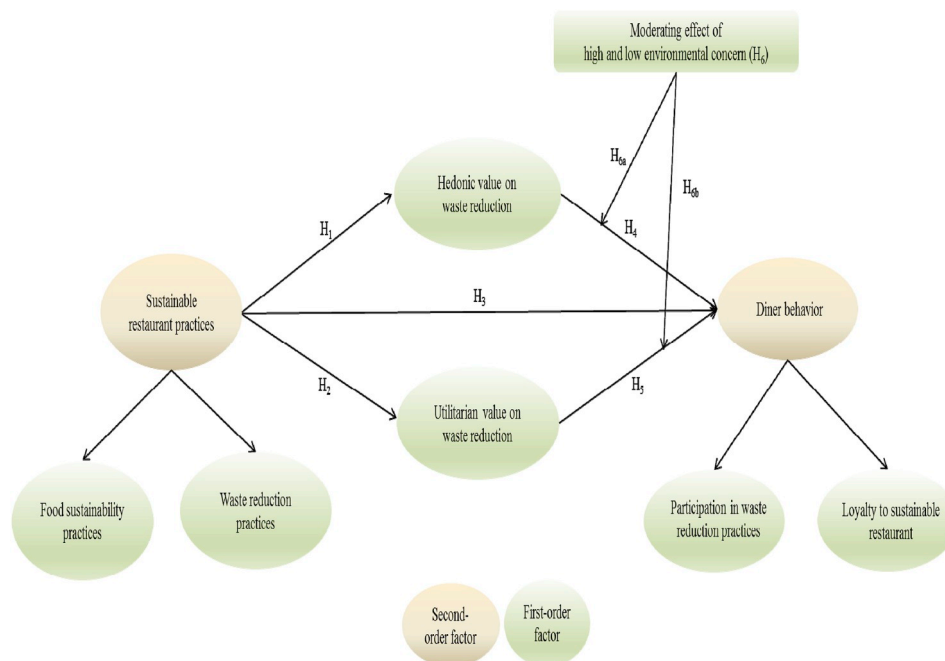 Moderating effect of
high and low environmental concern (H₆)
H₆ₐ
H₆b
Hedonic value on
waste reduction
H₁
H₄
Sustainable
restaurant practices
H₃
Diner behavior
H₂
H₅
Utilitarian value on
waste reduction
Food sustainability
practices
Waste reduction
practices
Participation in waste
reduction practices
Loyalty to sustainable
restaurant
Second-
order factor
First-order
factor